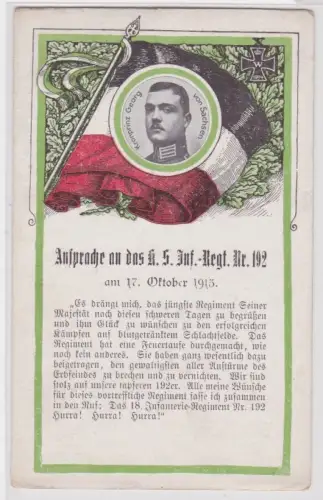 Kronprinz Georg von Sachsen
W
Ansprache an das K. S. Inf.-Regt. Nr. 192
am 17. Oktober 1915.
„Es drängt mich, das jüngste Regiment Seiner
Majestät nach diesen schweren Tagen zu begrüßen
und ihm Glück zu wünschen zu den erfolgreichen
Kämpfen auf blutgetränktem Schlachtfelde. Das
Regiment hat eine Feuertaufe durchgemacht, wie
noch kein anderes. Sie haben ganz wesentlich dazu
beigetragen, den gewaltigsten aller Anstürme des
Erbfeindes zu brechen und zu vernichten. Wir sind
stolz auf unsere tapferen 192er. Alle meine Wünsche
für dieses vortreffliche Regiment fasse ich zusammen
in den Ruf: Das 18. Infanterie-Regiment Nr. 192
Hurra! Hurra! Hurra!“